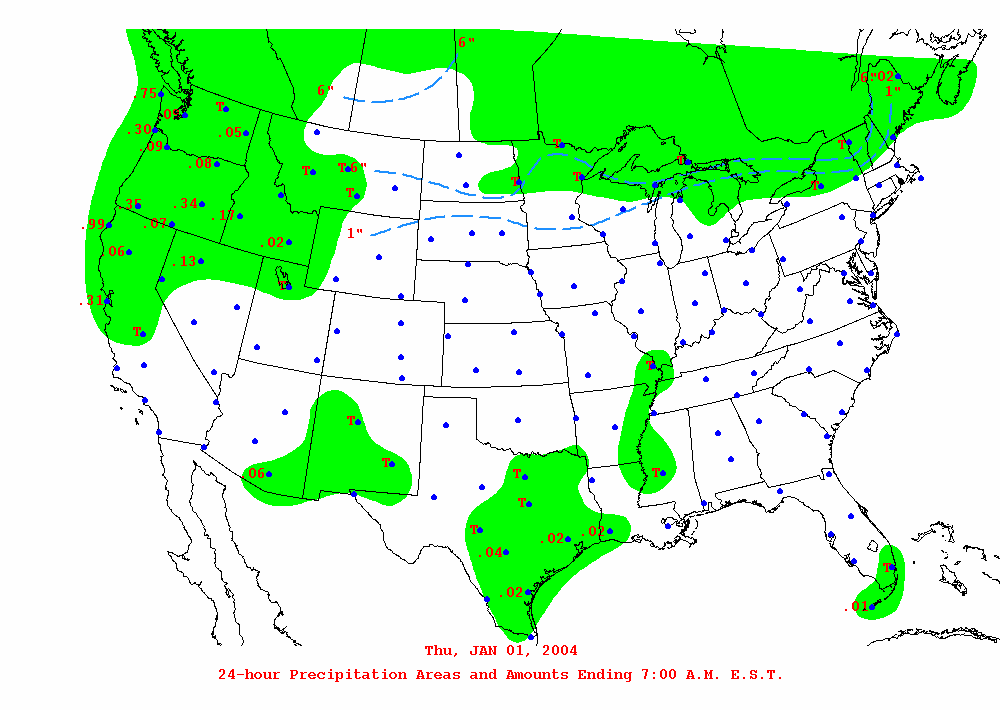 6"
6"02
6" 1"
.75
T
.09
.30 .05 T
.09 T
.08 T T 6" T
T T T
.35 .34
.99 .07 .17 1"
.06 .02
.13
T
.31
T
T
T
.06 T T T
T
T .02 .02
.04
T
.02
.01
Thu, JAN 01, 2004
24-hour Precipitation Areas and Amounts Ending 7:00 A.M. E.S.T.